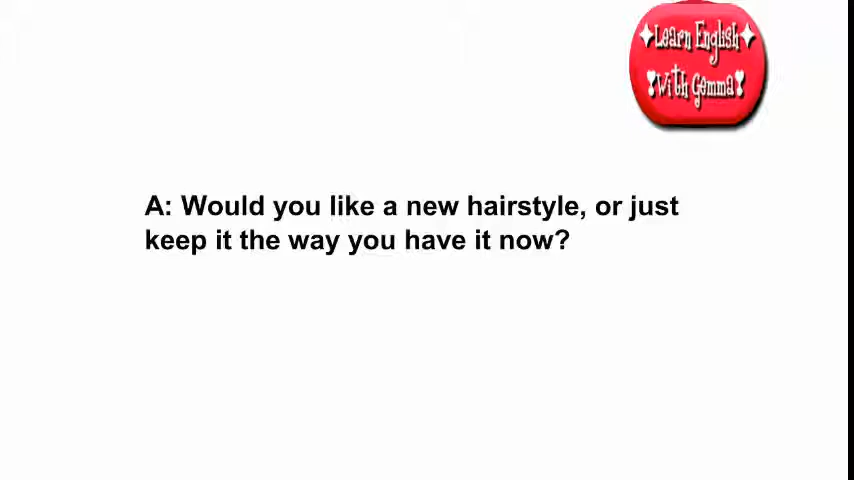 Learn English
With Gemma
A: Would you like a new hairstyle, or just
keep it the way you have it now?